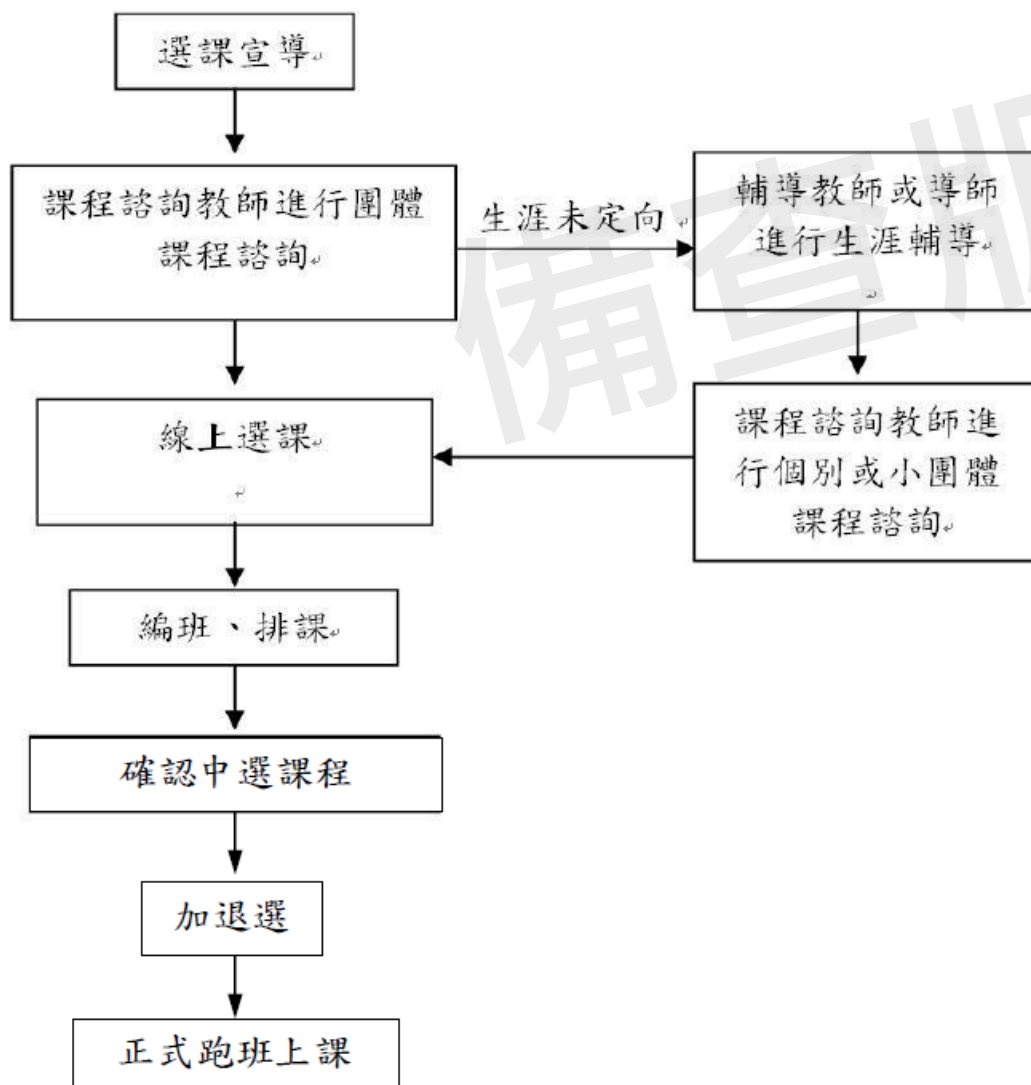 選課宣導
課程諮詢教師進行團體
課程諮詢
生涯未定向
輔導教師或導師
進行生涯輔導
線上選課
課程諮詢教師進
行個別或小團體
課程諮詢
編班、排課
確認中選課程
加退選
正式跑班上課
備查版